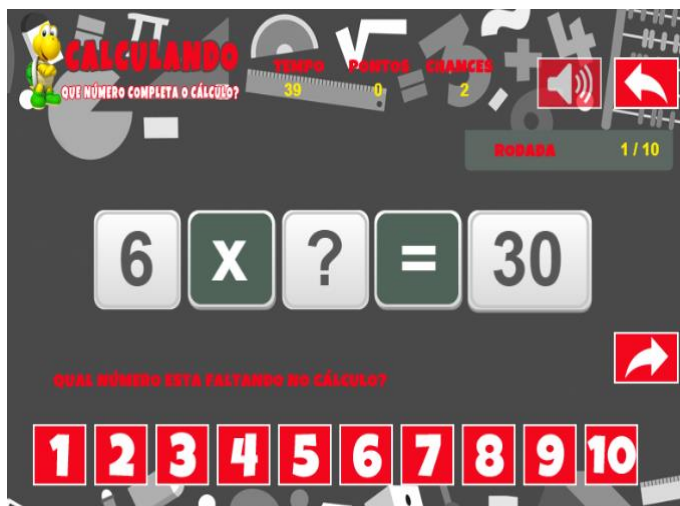 CALCULANDO
QUE NÚMERO COMPLETA O CÁLCULO?
TEMPO PONTOS CHANCES
39 0 2
RODADA 1 / 10
6 x ? = 30
QUAL NÚMERO ESTA FALTANDO NO CÁLCULO?
1 2 3 4 5 6 7 8 9 10